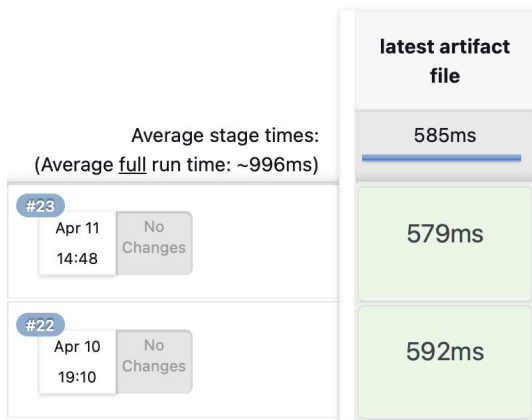 latest artifact
file
Average stage times:
585ms
(Average full run time: ~996ms)
#23
Apr 11
No
Changes
14:48
579ms
#22
Apr 10
No
Changes
19:10
592ms